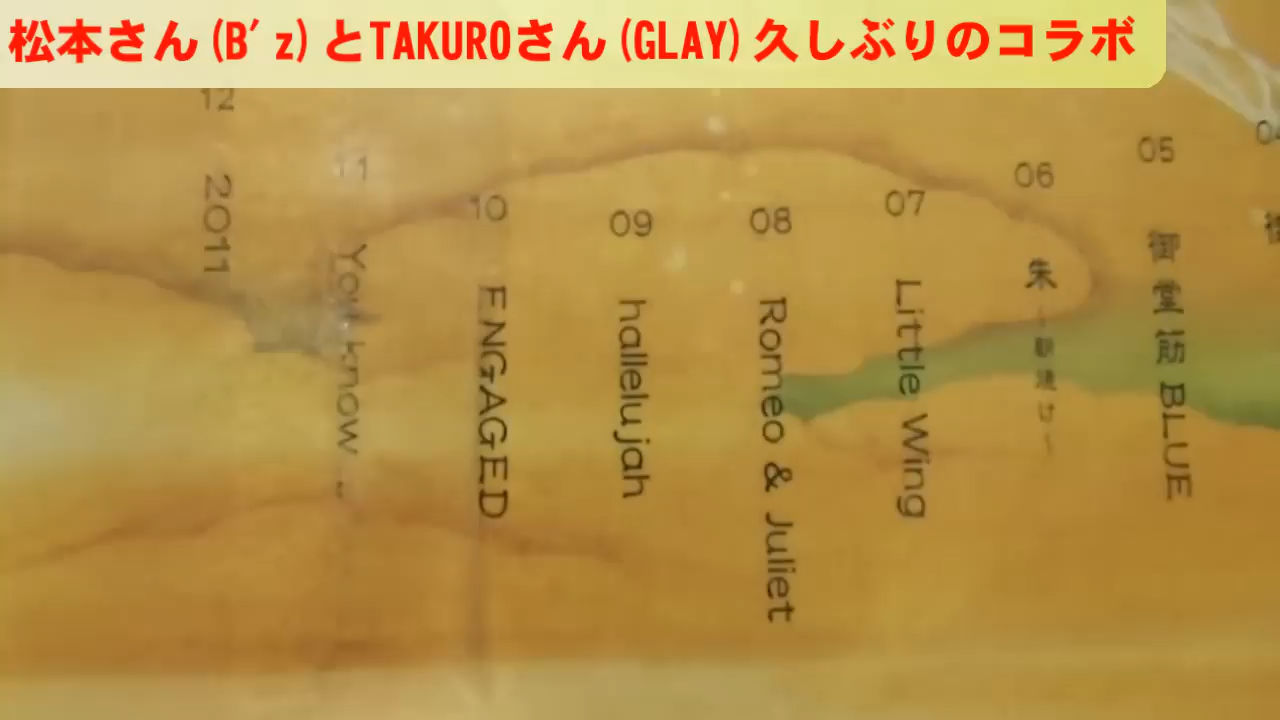 松本さん(B'z)とTAKUROさん(GLAY)久しぶりのコラボ
04
05 御堂筋 BLUE
06 朱
07 Little Wing
08 Romeo & Juliet
09 hallelujah
10 ENGAGED
11 You know
12 2011